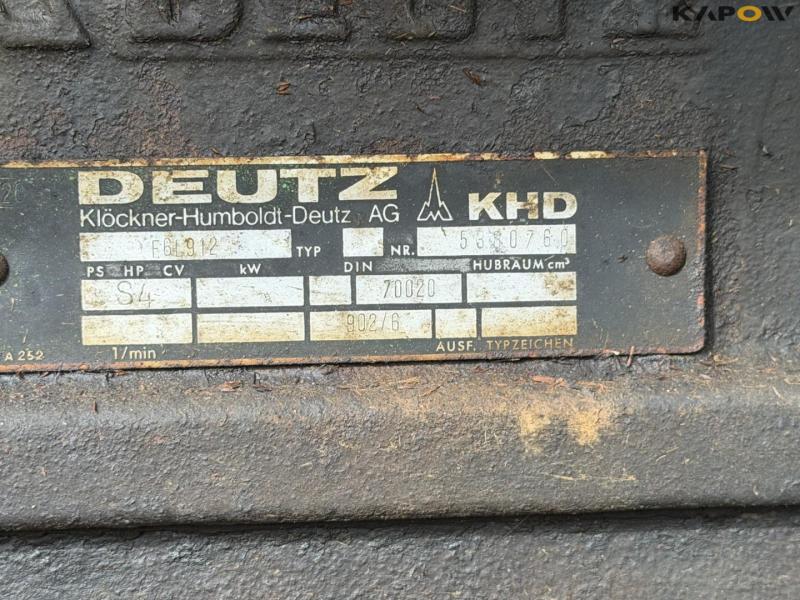 KAPOW
DEUTZ KHD
Klöckner-Humboldt-Deutz AG
F6L912 TYP NR. 5380760
PS HP CV kW DIN HUBRAUM cm³
S4 70020
902/6
A 252 1/min AUSF. TYPZEICHEN